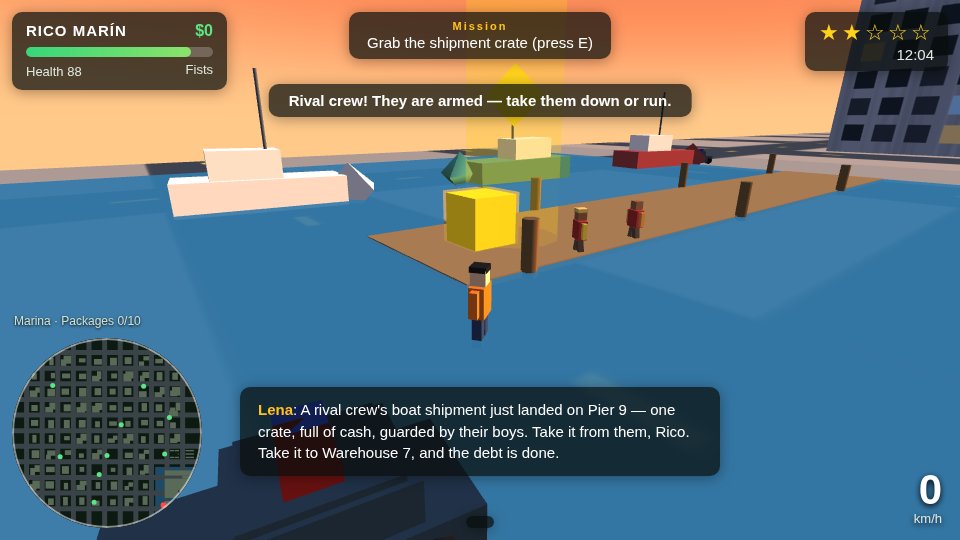 RICO MARÍN $0
Health 88 Fists
Mission
Grab the shipment crate (press E)
★★☆☆☆
12:04
Rival crew! They are armed — take them down or run.
Marina · Packages 0/10
Lena: A rival crew's boat shipment just landed on Pier 9 — one
crate, full of cash, guarded by their boys. Take it from them, Rico.
Take it to Warehouse 7, and the debt is done.
0
km/h